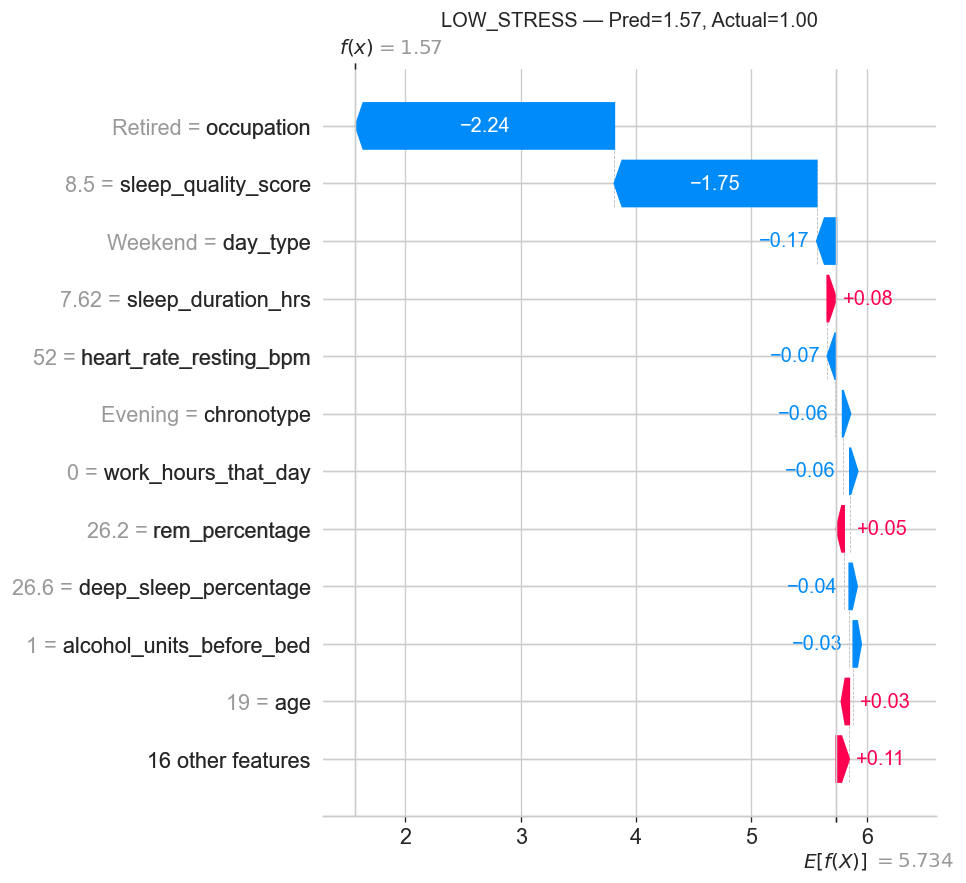 LOW_STRESS — Pred=1.57, Actual=1.00
f(x) = 1.57
Retired = occupation
−2.24
8.5 = sleep_quality_score
−1.75
Weekend = day_type
−0.17
7.62 = sleep_duration_hrs
+0.08
52 = heart_rate_resting_bpm
−0.07
Evening = chronotype
−0.06
0 = work_hours_that_day
−0.06
26.2 = rem_percentage
+0.05
26.6 = deep_sleep_percentage
−0.04
1 = alcohol_units_before_bed
−0.03
19 = age
+0.03
16 other features
+0.11
2 3 4 5 6
E[f(X)] = 5.734